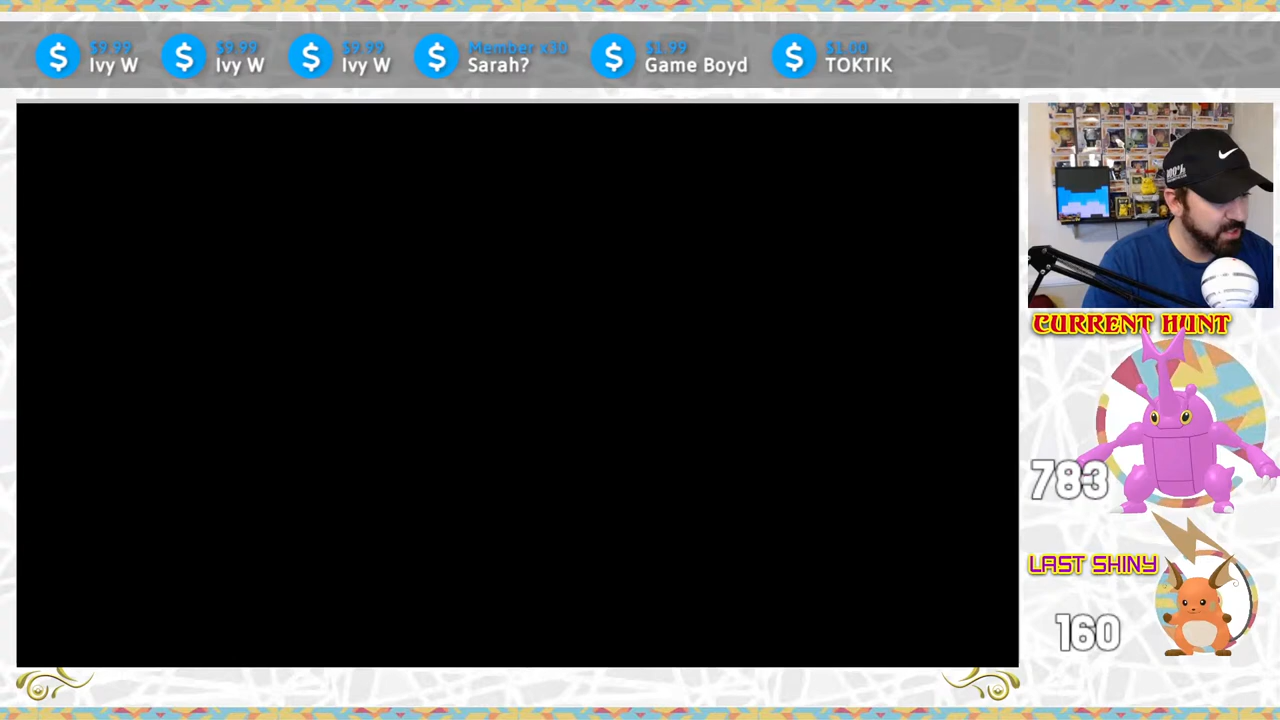 $ $9.99 $ $9.99 $ $9.99 $ Member x30 $ $1.99 $ $1.00
Ivy W Ivy W Ivy W Sarah? Game Boyd TOKTIK
100%
CURRENT HUNT
783
LAST SHINY
160